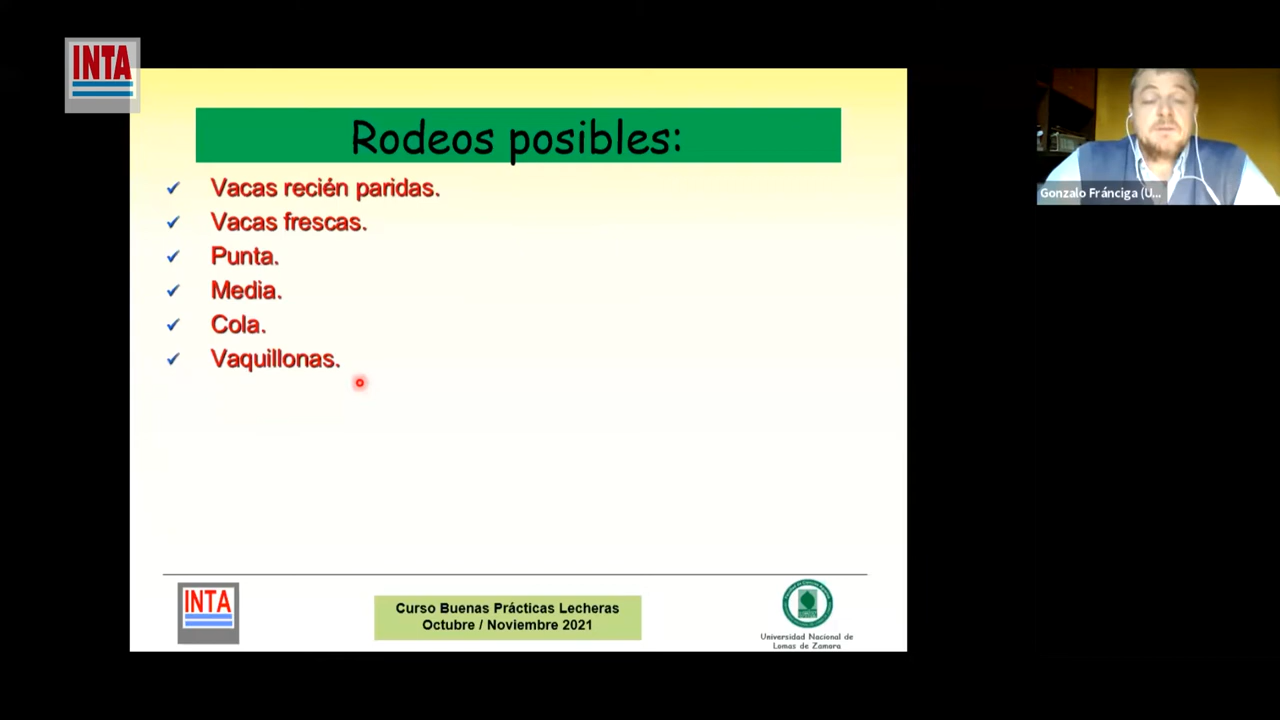 INTA
Rodeos posibles:
Vacas recién paridas.
Vacas frescas.
Punta.
Media.
Cola.
Vaquillonas.
Gonzalo Fránciga (U...
INTA
Curso Buenas Prácticas Lecheras
Octubre / Noviembre 2021
Universidad Nacional de
Lomas de Zamora